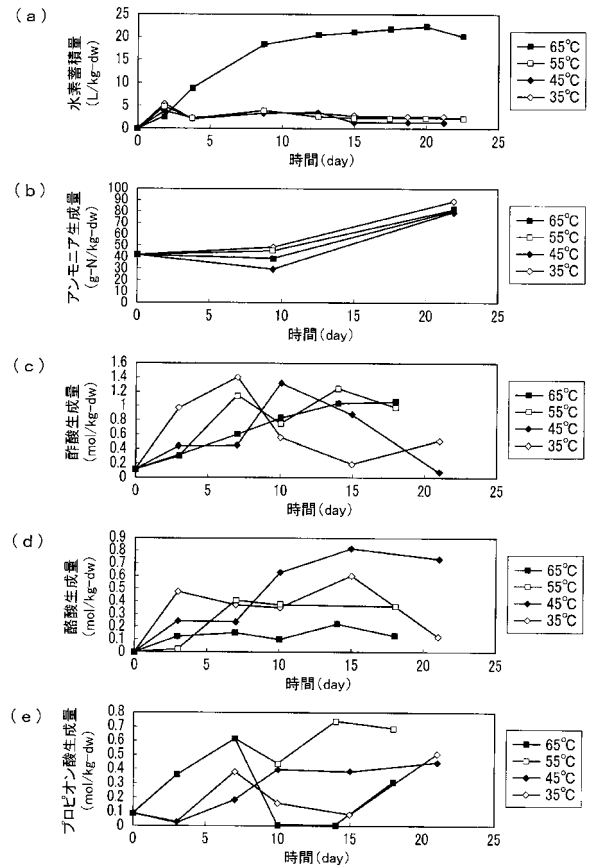 (a)
水素蓄積量
(L/kg-dw)
25
20
15
10
5
0
0 5 10 15 20 25
時間(day)
65℃
55℃
45℃
35℃
(b)
アンモニア生成量
(g-N/kg-dw)
100
90
80
70
60
50
40
30
20
10
0
0 5 10 15 20 25
時間(day)
65℃
55℃
45℃
35℃
(c)
酢酸生成量
(mol/kg-dw)
1.6
1.4
1.2
1
0.8
0.6
0.4
0.2
0
0 5 10 15 20 25
時間(day)
65℃
55℃
45℃
35℃
(d)
酪酸生成量
(mol/kg-dw)
0.9
0.8
0.7
0.6
0.5
0.4
0.3
0.2
0.1
0
0 5 10 15 20 25
時間(day)
65℃
55℃
45℃
35℃
(e)
プロピオン酸生成量
(mol/kg-dw)
0.8
0.7
0.6
0.5
0.4
0.3
0.2
0.1
0
0 5 10 15 20 25
時間(day)
65℃
55℃
45℃
35℃